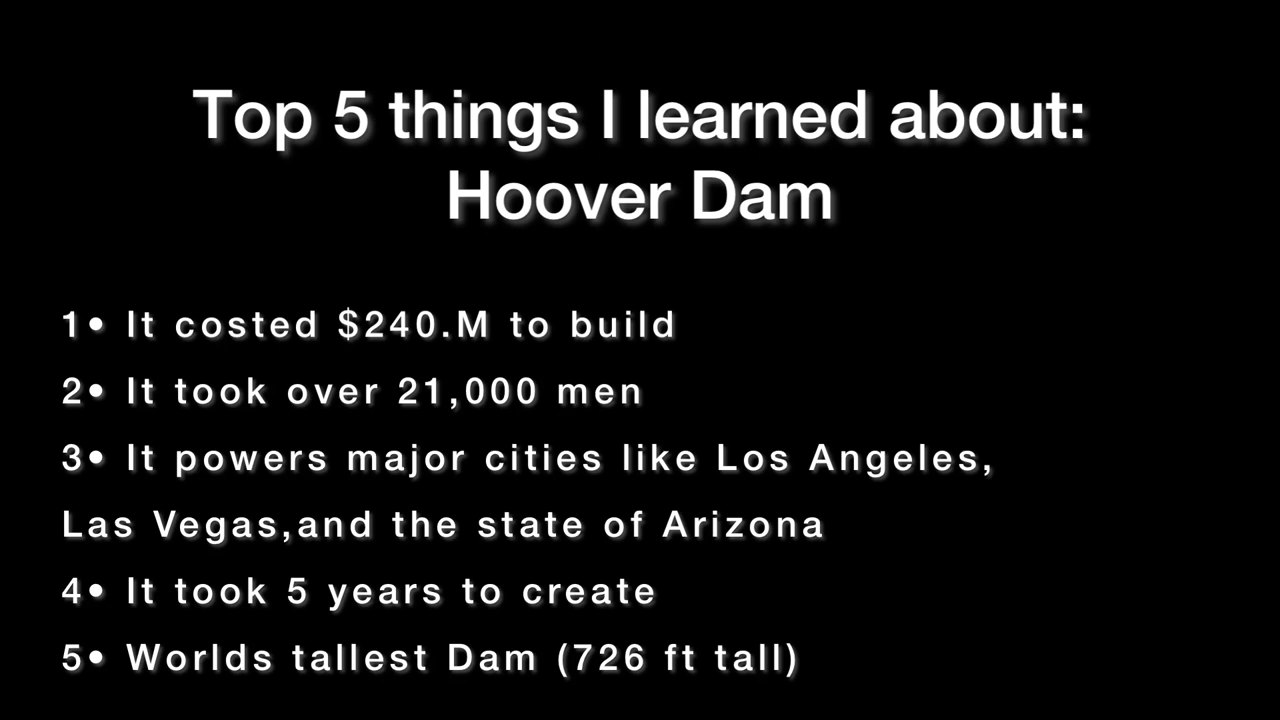 Top 5 things I learned about:
Hoover Dam
1• It costed $240.M to build
2• It took over 21,000 men
3• It powers major cities like Los Angeles,
Las Vegas,and the state of Arizona
4• It took 5 years to create
5• Worlds tallest Dam (726 ft tall)